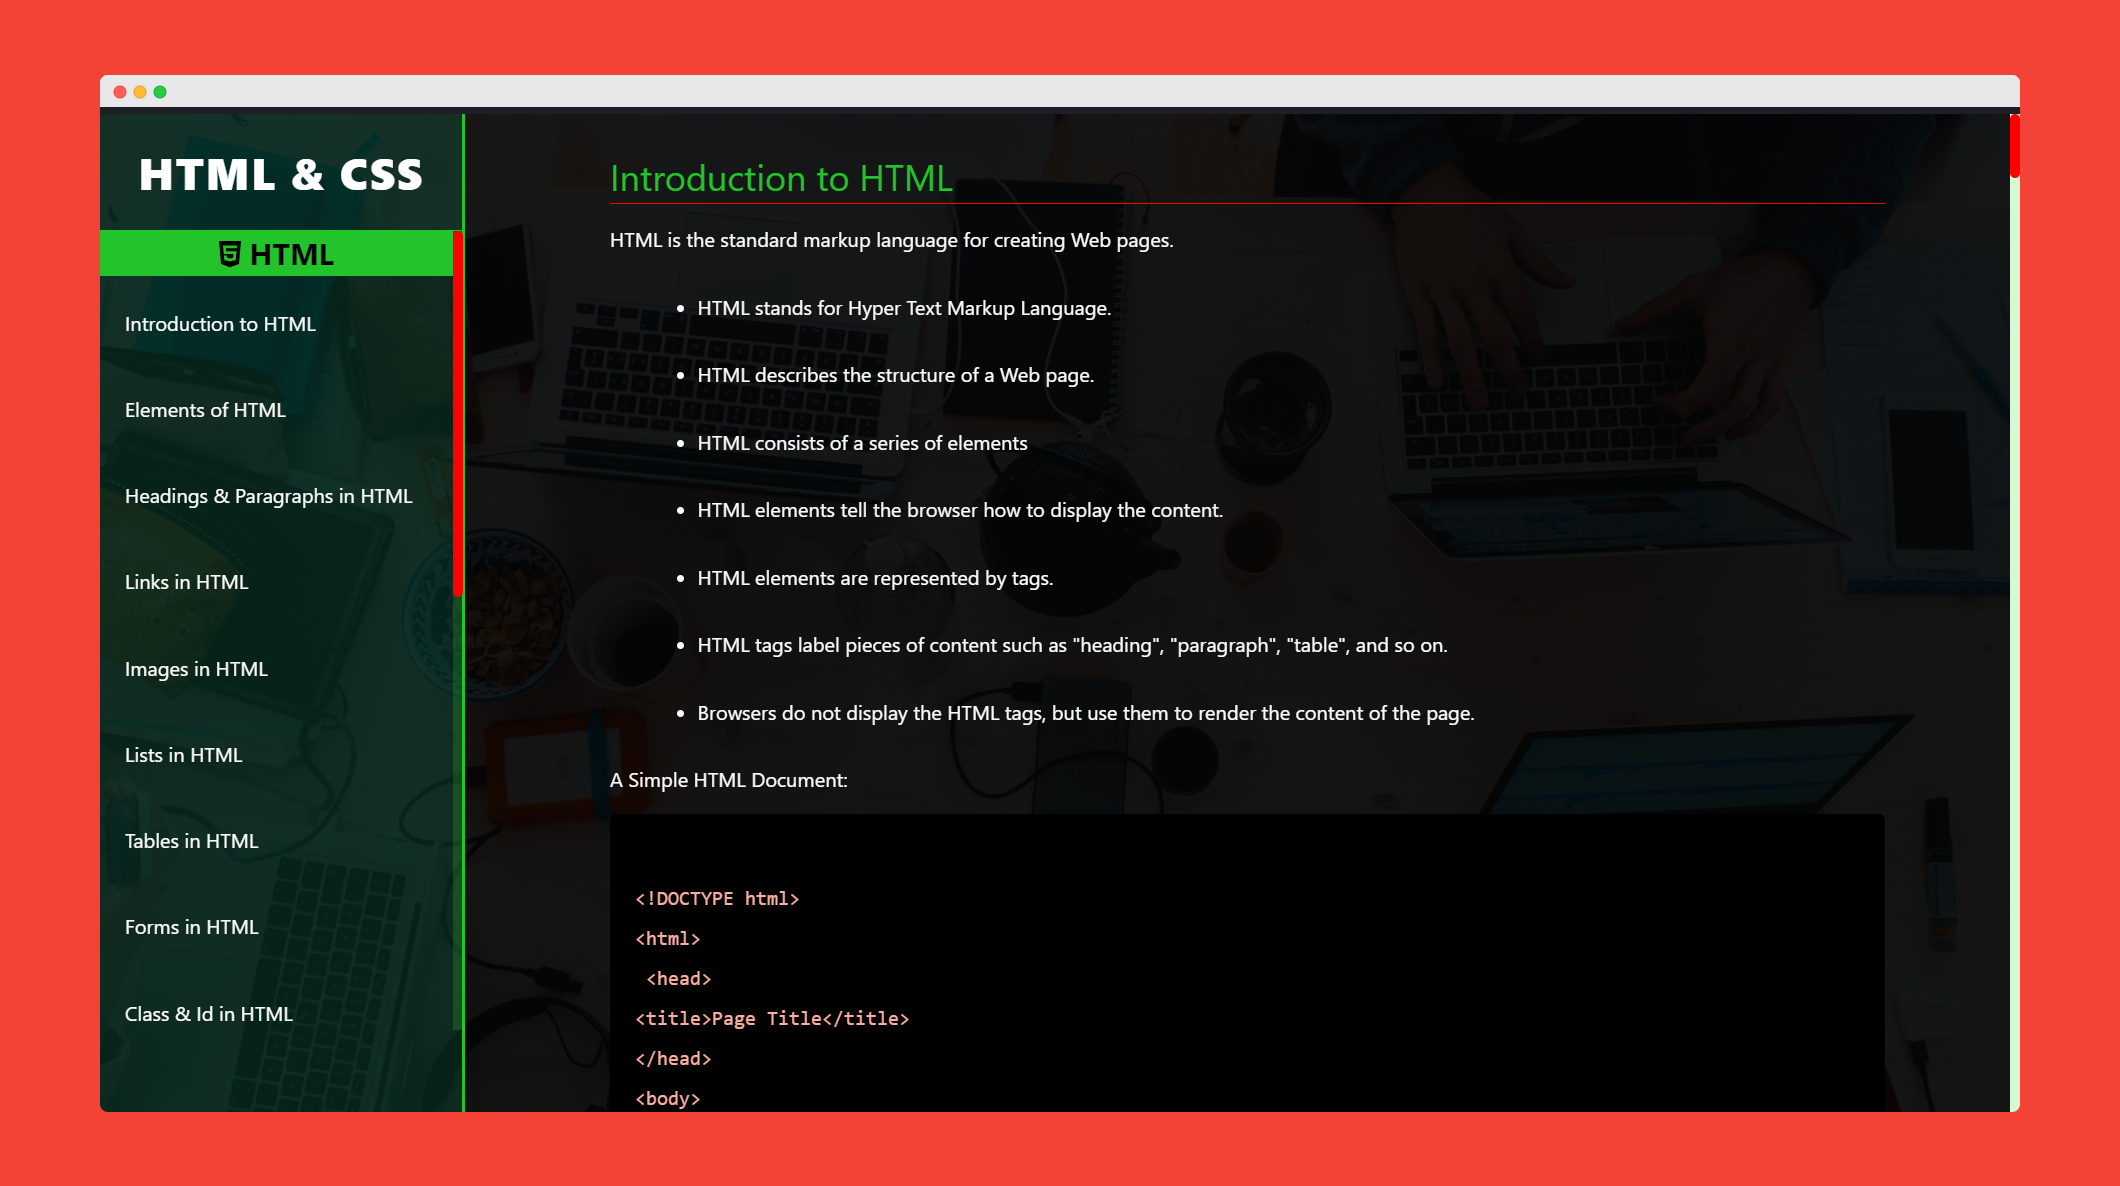 HTML & CSS
HTML
Introduction to HTML
Elements of HTML
Headings & Paragraphs in HTML
Links in HTML
Images in HTML
Lists in HTML
Tables in HTML
Forms in HTML
Class & Id in HTML
Introduction to HTML
HTML is the standard markup language for creating Web pages.
• HTML stands for Hyper Text Markup Language.
• HTML describes the structure of a Web page.
• HTML consists of a series of elements
• HTML elements tell the browser how to display the content.
• HTML elements are represented by tags.
• HTML tags label pieces of content such as "heading", "paragraph", "table", and so on.
• Browsers do not display the HTML tags, but use them to render the content of the page.
A Simple HTML Document:
<!DOCTYPE html>
<html>
 <head>
<title>Page Title</title>
</head>
<body>